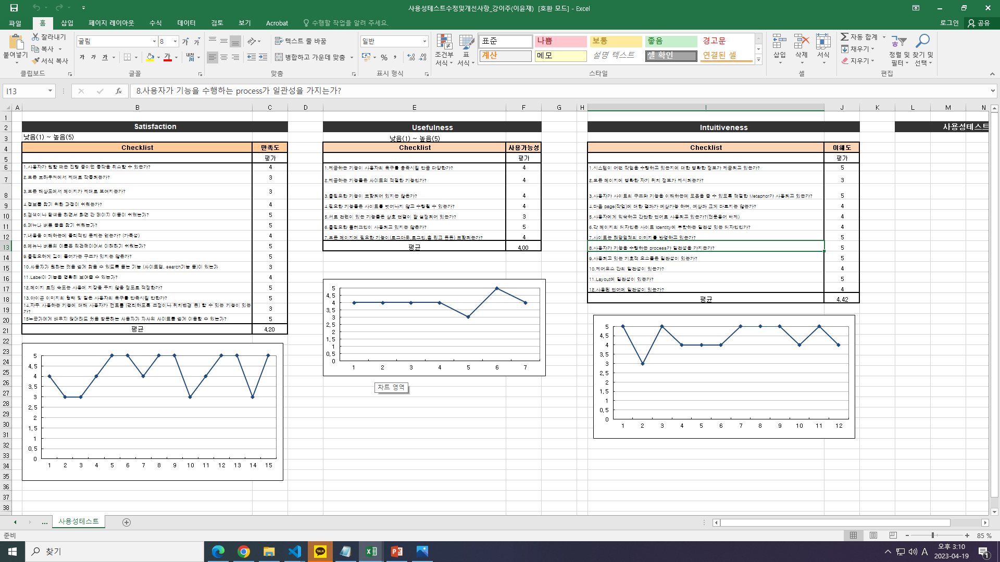 사용성테스트수정및개선사항_강이주(이윤재) [호환 모드] - Excel
파일 홈 삽입 페이지 레이아웃 수식 데이터 검토 보기 Acrobat 수행할 작업을 알려 주세요. 로그인 공유
붙여넣기 잘라내기 복사 서식 복사 클립보드
굴림 8 가 가 가 가 가 가 내천 글꼴
텍스트 줄 바꿈 병합하고 가운데 맞춤 맞춤
일반 % 표시 형식
조건부 서식 표 서식 표준 나쁨 보통 좋음 경고문
계산 메모 설명 텍스트 셀 확인 연결된 셀 스타일
삽입 삭제 서식 셀
자동 합계 채우기 지우기 정렬 및 필터 찾기 및 선택 편집
I13 fx 8.사용자가 기능을 수행하는 process가 일관성을 가지는가?
A B C D E F G H I J K L M N
Satisfaction
낮음(1) ~ 높음(5)
Checklist 만족도
평가
1.사용자가 원할 때는 진행 중이던 동작을 취소할 수 있는가? 4
2.모든 브라우저에서 제대로 작동되는가? 3
3.모든 해상도에서 페이지가 제대로 보여지는가? 3
4.정보를 찾기 위한 과정이 쉬웠는가? 4
5.검색이나 탐색을 하면서 화면 간 페이지 이동이 쉬었는가? 5
6.메뉴나 버튼 등을 찾기 쉬웠는가? 5
7.내용을 이해하는데 물리적인 문제는 없는가? (가독성) 4
8.메뉴나 버튼의 이름은 직관적이어서 이해하기 쉬웠는가? 5
9.불필요하게 깊이 들어가는 구조가 있지는 않은가? 5
10.사용자가 원하는 것을 쉽게 찾을 수 있도록 돕는 기능 (사이트맵, search기능 등)이 있는가 3
11.Label이 기능을 명확히 보여줄 수 있는가? 4
12.페이지 로딩 속도는 사용에 지장을 주지 않을 정도로 적정한가? 5
13.아이콘 이미지의 형태 및 질은 사용자의 욕구를 만족시킬 만한가? 5
14.자주 사용하는 기능에 대해 사용자가 컨트롤 (편리하도록 조정이나 위치변경 등) 할 수 있는 기능이 있는
가? 3
15누군가에게 배우지 않더라도 첫을 방문하는 사용자가 자사의 사이트를 쉽게 이용할 수 있는가? 5
평균 4.20
5
4.5
4
3.5
3
2.5
2
1.5
1
0.5
0
1 2 3 4 5 6 7 8 9 10 11 12 13 14 15
Usefulness
낮음(1) ~ 높음(5)
Checklist 사용가능성
평가
1.제공하는 기능이 사용자의 욕구를 충족시킬 만큼 다양한가? 4
2.제공하는 기능들은 사이트의 적절한 기능인가? 4
3.불필요한 기능이 포함되어 있지는 않은가? 4
4.필요한 기능들은 사이트를 벗어나지 않고 수행될 수 있는가? 4
5.서로 관련이 있는 기능들은 상호 연결이 잘 설정되어 있는가? 3
6.불필요한 플러그인이 사용되고 있지는 않은가? 5
7.모든 페이지에 필요한 기능이(로그아웃,로그인,홈 링크 등등) 포함되는가? 4
평균 4.00
5
4.5
4
3.5
3
2.5
2
1.5
1
0.5
0
1 2 3 4 5 6 7
차트 영역
Intuitiveness
Checklist 이해도
평가
1.시스템이 어떤 작업을 수행하고 있는지에 대한 명확한 정보가 제공되고 있는가? 5
2.모든 페이지에 명확한 자기 위치 정보가 제시되는가? 3
3.사용자가 사이트의 구조와 기능을 이해하는데 도움을 줄 수 있도록 적절한 Metaphor가 사용되고 있는가? 5
4.다음 page(작업)에 대한 결과가 예상가능 하며, 예상과 크게 다르지는 않는가? 4
5.사용자에게 익숙하고 간단한 언어로 사용되고 있는가?(전문용어 배제) 4
6.각 페이지의 디자인은 사이트 Identity에 부합하는 일관성 있는 디자인인가? 4
7.사이트는 해당업체의 이미지를 반영하고 있는가? 5
8.사용자가 기능을 수행하는 process가 일관성을 가지는가? 5
9.사용되고 있는 기호적 요소들은 일관성이 있는가? 5
10.제어요소 간의 일관성이 있는가? 4
11.Layout에 일관성이 있는가? 5
12.사용된 언어에 일관성이 있는가? 4
평균 4.42
5
4.5
4
3.5
3
2.5
2
1.5
1
0.5
0
1 2 3 4 5 6 7 8 9 10 11 12
사용성테스트
1
2
3
4
5
6
7
8
9
10
11
12
13
14
15
16
17
18
19
20
21
22
23
24
25
26
27
28
29
30
31
32
33
34
35
36
37
38
... 사용성테스트
준비 85 %
찾기 TALK A 오후 3:10
2023-04-19 1